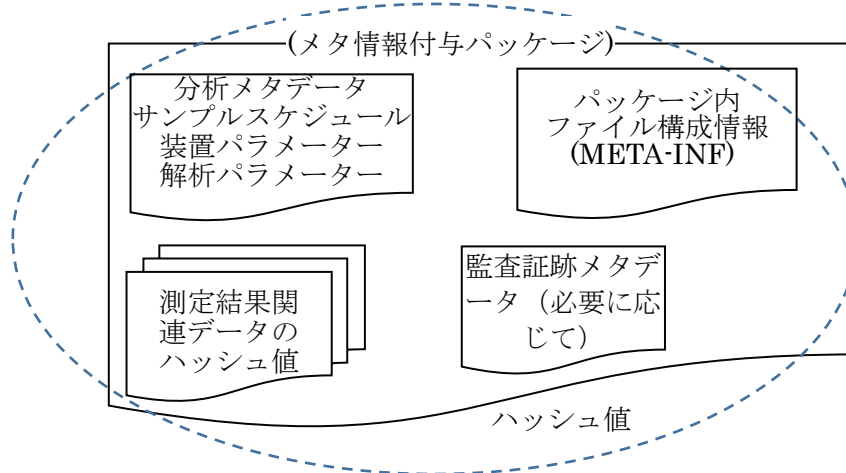 (メタ情報付与パッケージ)
分析メタデータ
サンプルスケジュール
装置パラメーター
解析パラメーター
パッケージ内
ファイル構成情報
(META-INF)
測定結果関
連データの
ハッシュ値
監査証跡メタデ
ータ（必要に応
じて）
ハッシュ値